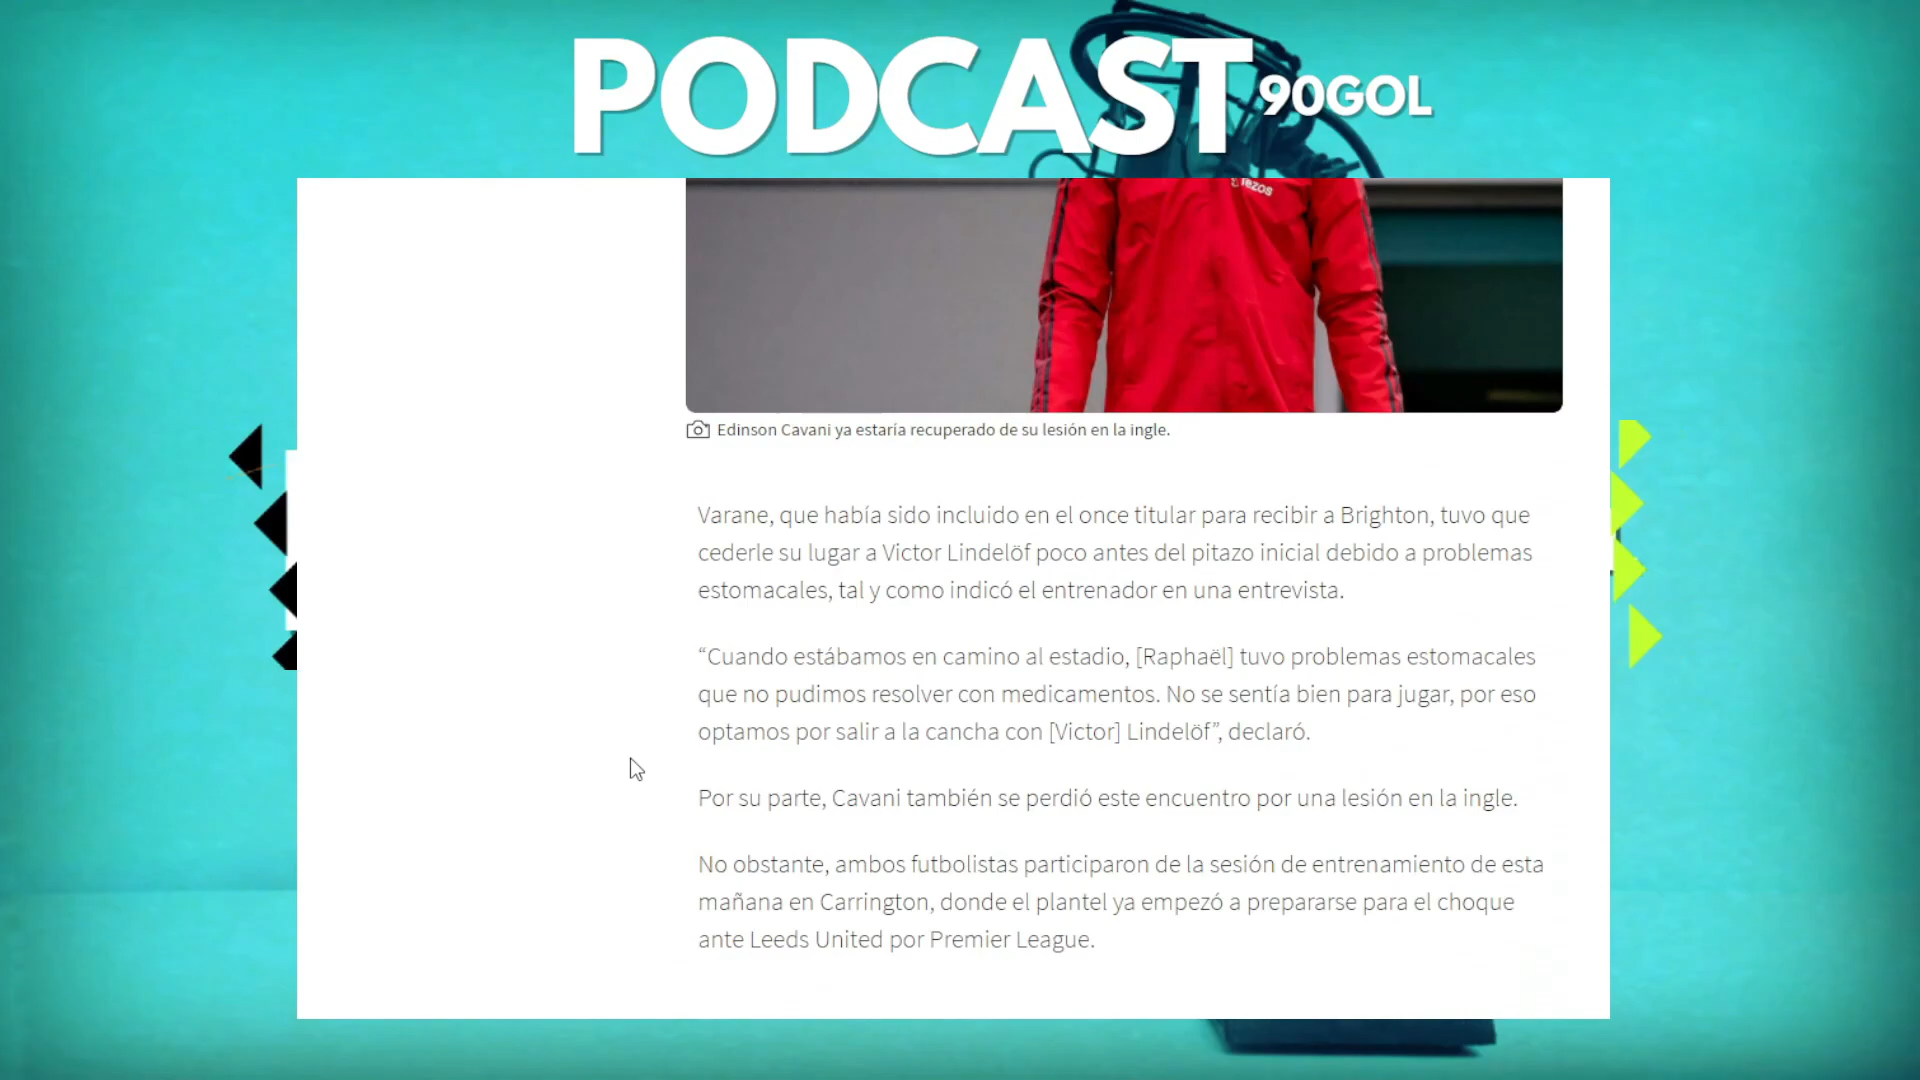 PODCAST 90GOL
Tezos
Edinson Cavani ya estaría recuperado de su lesión en la ingle.
Varane, que había sido incluido en el once titular para recibir a Brighton, tuvo que
cederle su lugar a Victor Lindelöf poco antes del pitazo inicial debido a problemas
estomacales, tal y como indicó el entrenador en una entrevista.
“Cuando estábamos en camino al estadio, [Raphaël] tuvo problemas estomacales
que no pudimos resolver con medicamentos. No se sentía bien para jugar, por eso
optamos por salir a la cancha con [Victor] Lindelöf”, declaró.
Por su parte, Cavani también se perdió este encuentro por una lesión en la ingle.
No obstante, ambos futbolistas participaron de la sesión de entrenamiento de esta
mañana en Carrington, donde el plantel ya empezó a prepararse para el choque
ante Leeds United por Premier League.